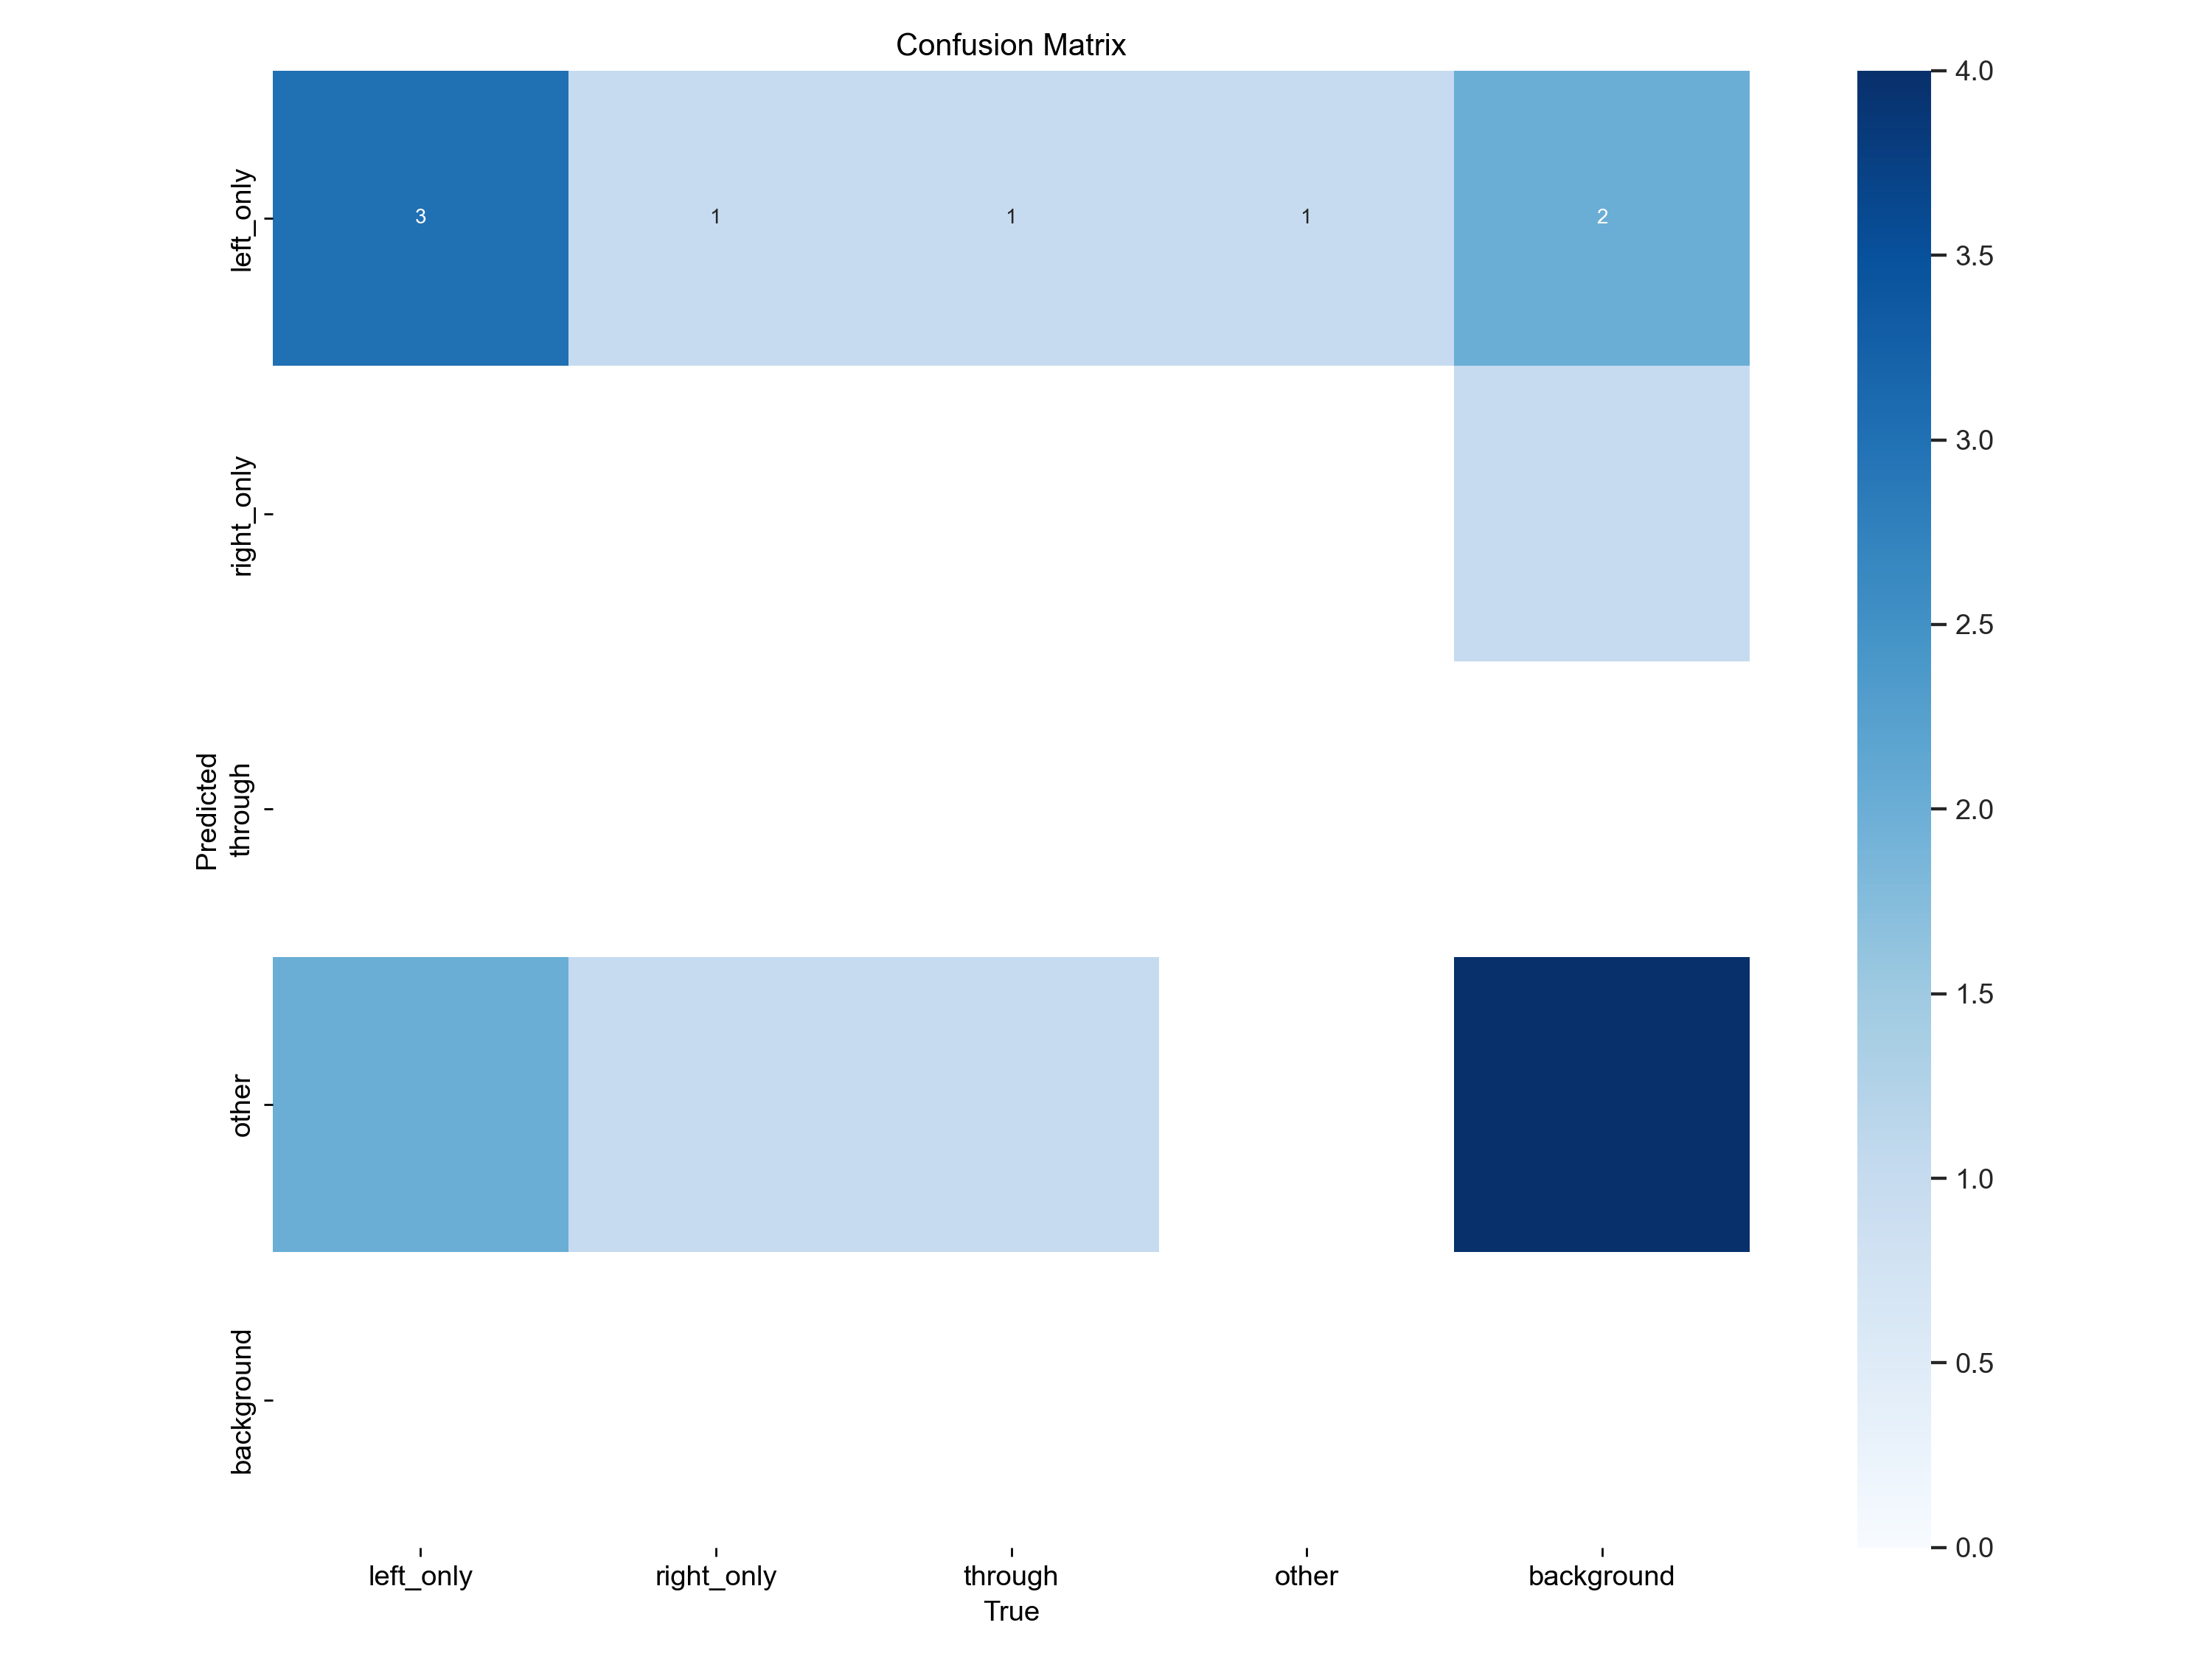 Confusion Matrix
left_only
3
1
1
1
2
right_only
Predicted
through
other
background
left_only
right_only
through
other
background
True
4.0
3.5
3.0
2.5
2.0
1.5
1.0
0.5
0.0